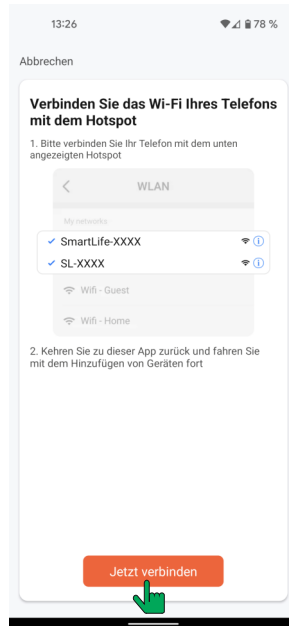 13:26 78 %
Abbrechen
Verbinden Sie das Wi-Fi Ihres Telefons
mit dem Hotspot
1. Bitte verbinden Sie Ihr Telefon mit dem unten
angezeigten Hotspot
WLAN
My networks
SmartLife-XXXX
SL-XXXX
Wifi - Guest
Wifi - Home
2. Kehren Sie zu dieser App zurück und fahren Sie
mit dem Hinzufügen von Geräten fort
Jetzt verbinden